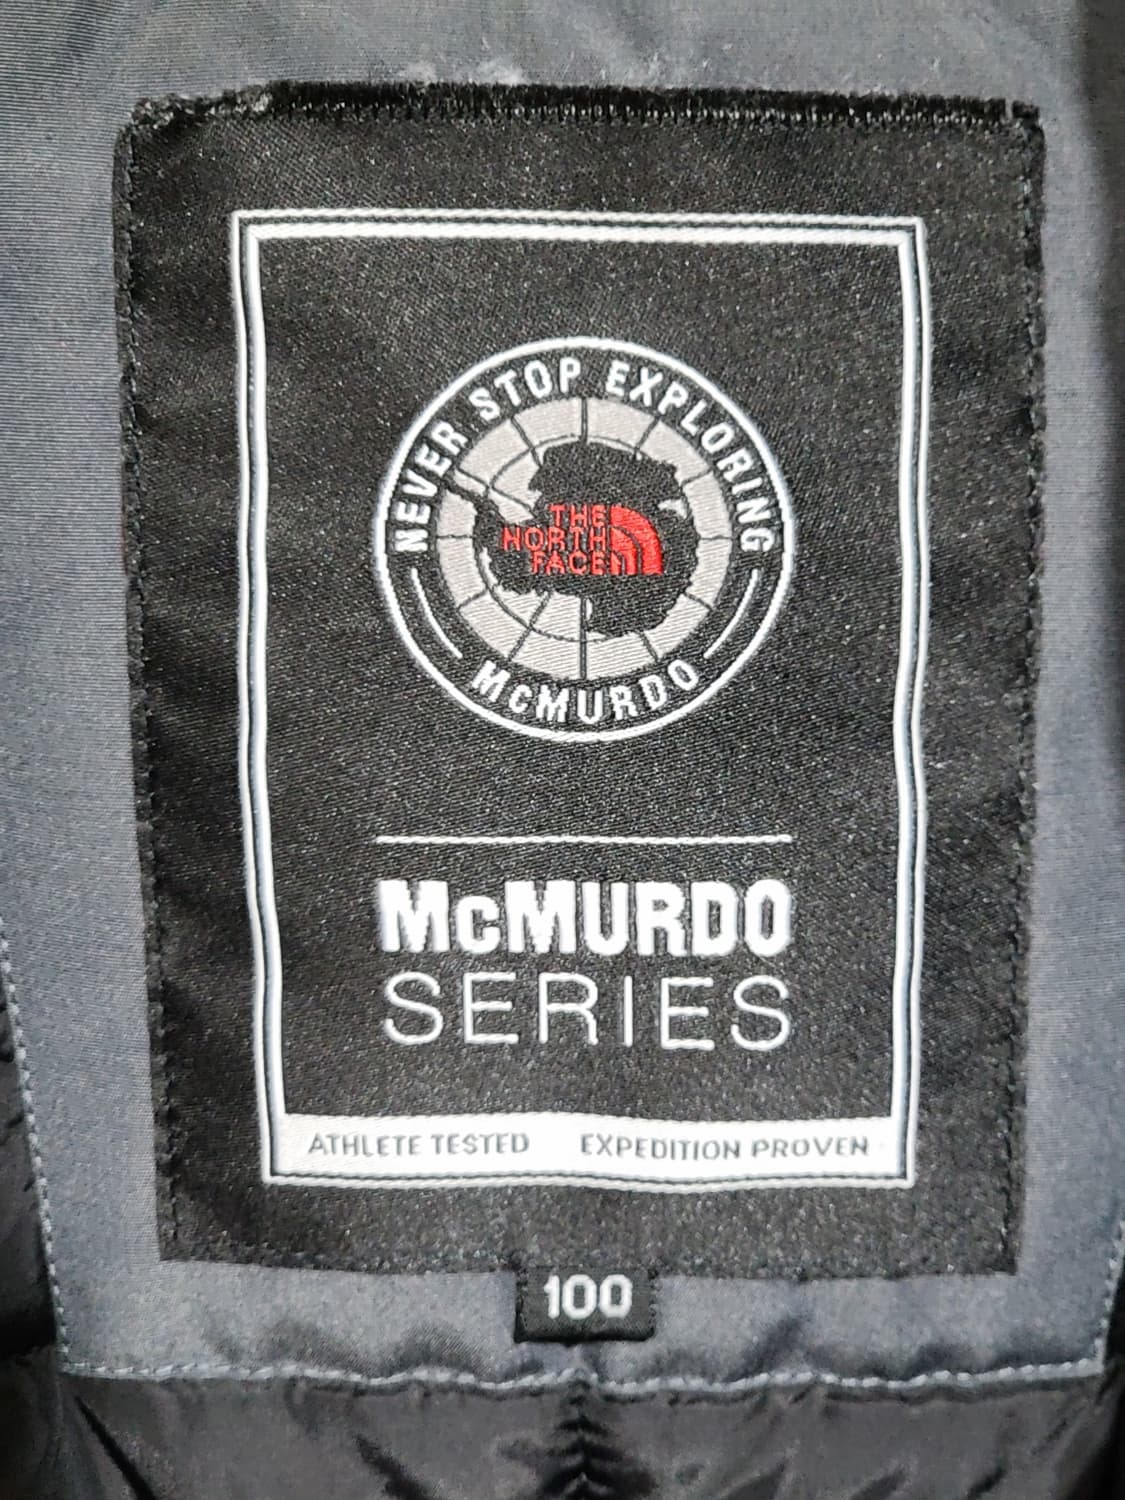 NEVER STOP EXPLORING
THE
NORTH
FACE
McMURDO
McMURDO
SERIES
ATHLETE TESTED EXPEDITION PROVEN
100